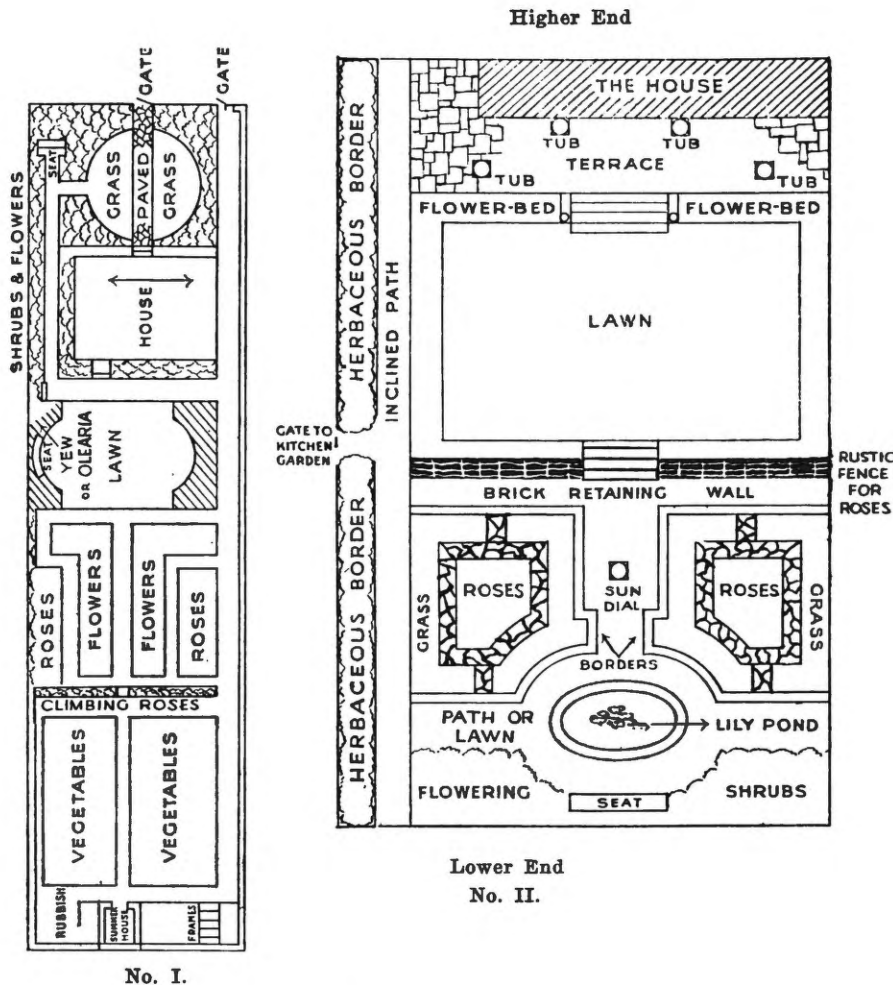 GATE
GATE
SEAT
GRASS
PAVED
GRASS
SHRUBS & FLOWERS
HOUSE
SEAT
YEW
OR OLEARIA
LAWN
ROSES
FLOWERS
FLOWERS
ROSES
CLIMBING ROSES
VEGETABLES
VEGETABLES
RUBBISH
SUMMER
HOUSE
FRAMES
No. I.
Higher End
HERBACEOUS BORDER
INCLINED PATH
THE HOUSE
TUB
TUB
TERRACE
TUB
TUB
FLOWER-BED
FLOWER-BED
LAWN
GATE TO
KITCHEN
GARDEN
RUSTIC
FENCE
FOR
ROSES
BRICK RETAINING WALL
HERBACEOUS BORDER
ROSES
SUN
DIAL
ROSES
GRASS
GRASS
BORDERS
PATH OR
LAWN
LILY POND
FLOWERING
SEAT
SHRUBS
Lower End
No. II.